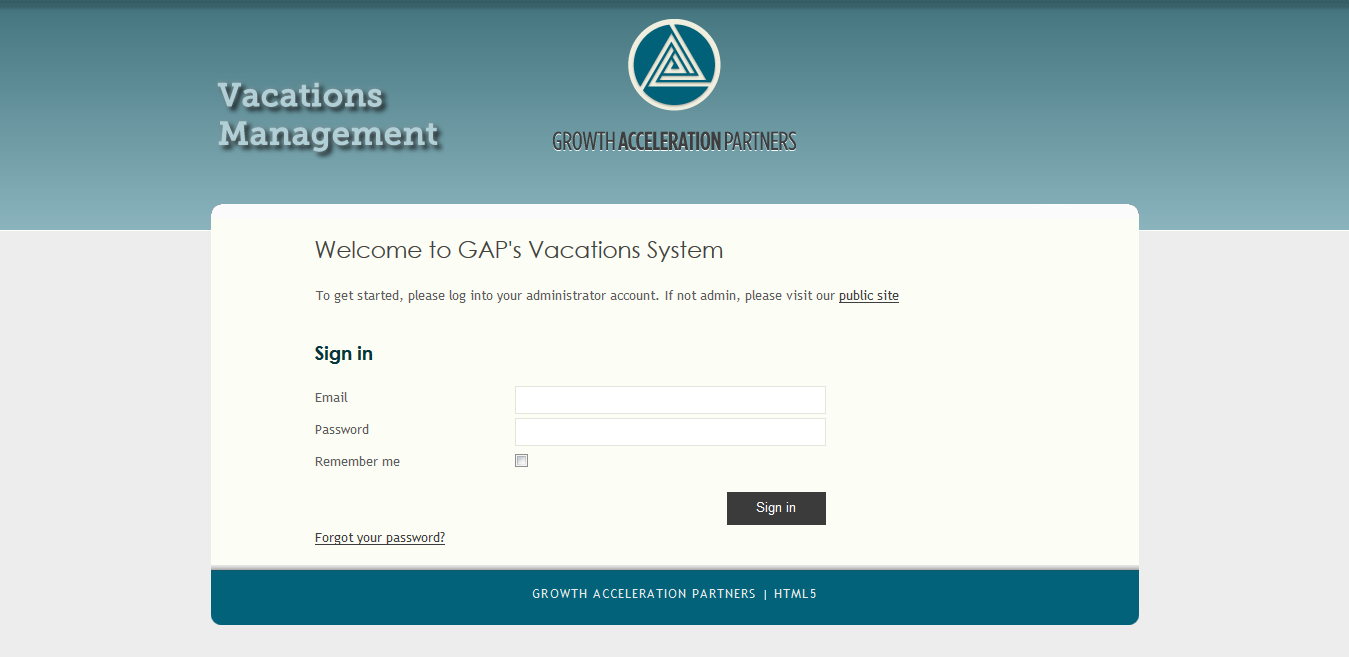 Vacations
Management
GROWTH ACCELERATION PARTNERS
Welcome to GAP's Vacations System
To get started, please log into your administrator account. If not admin, please visit our public site
Sign in
Email
Password
Remember me
Sign in
Forgot your password?
GROWTH ACCELERATION PARTNERS | HTML5